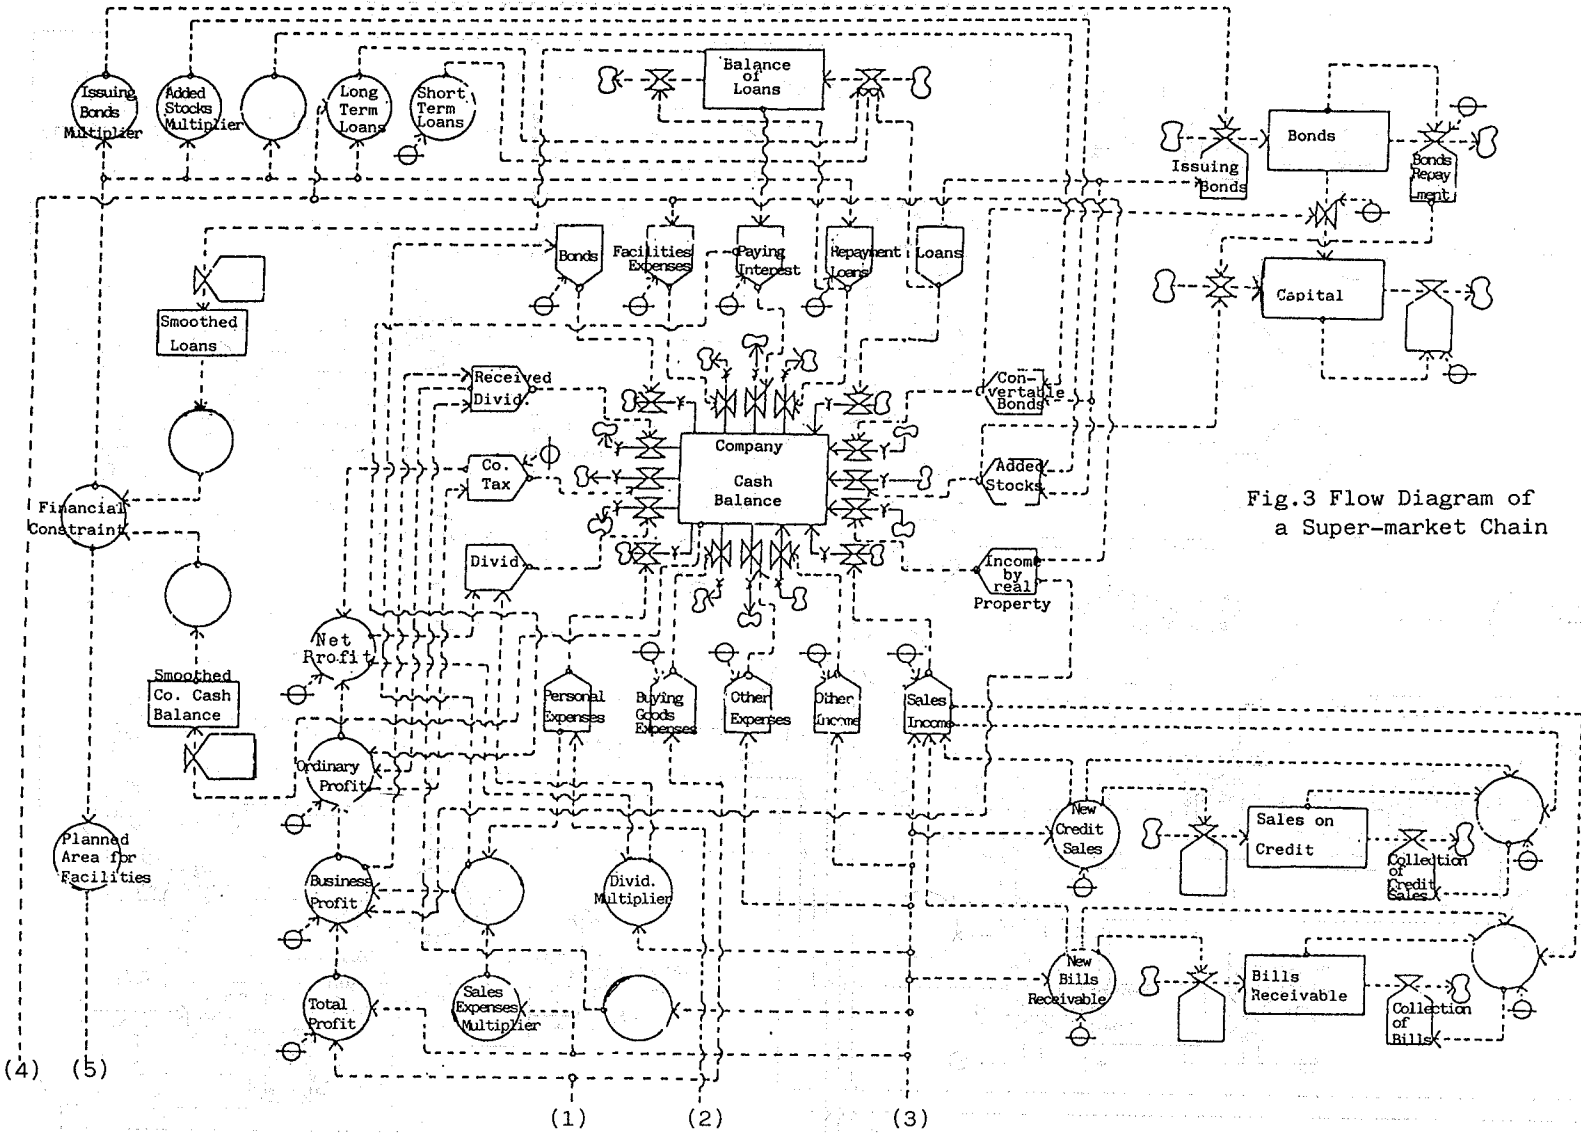 Issuing
Bonds
Multiplier
Added
Stocks
Multiplier
Long
Term
Loans
Short
Term
Loans
Balance
of
Loans
Bonds
Issuing
Bonds
Bonds
Repay
ment
Bonds
Facilities
Expenses
Paying
Interest
Repayment
Loans
Loans
Capital
Smoothed
Loans
Received
Divid.
Con-
vertable
Bonds
Company
Cash
Balance
Co.
Tax
Added
Stocks
Fig.3 Flow Diagram of
a Super-market Chain
Financial
Constraint
Divid.
Income
by
real
Property
Net
Rrofit
Smoothed
Co. Cash
Balance
Personal
Expenses
Buying
Goods
Expenses
Other
Expenses
Other
Income
Sales
Income
Ordinary
Profit
Planned
Area for
Facilities
New
Credit
Sales
Sales on
Credit
Collection
of
Credit
Sales
Business
Profit
Divid.
Multiplier
Total
Profit
Sales
Expenses
Multiplier
New
Bills
Receivable
Bills
Receivable
Collection
of
Bills
(4) (5)
(1) (2) (3)